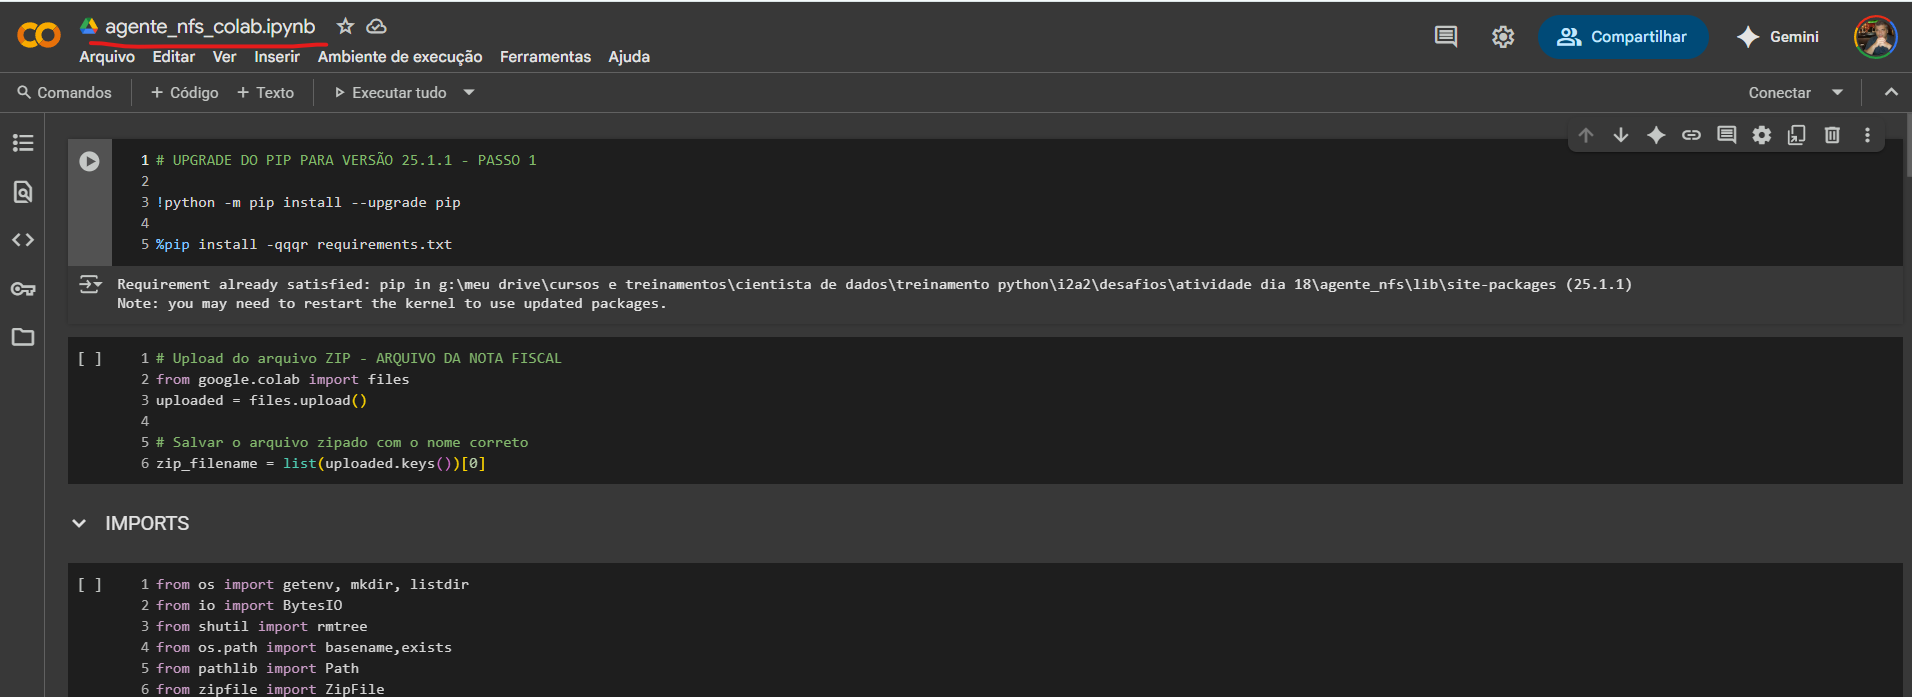 agente_nfs_colab.ipynb
Arquivo Editar Ver Inserir Ambiente de execução Ferramentas Ajuda
Compartilhar
Gemini
Comandos + Código + Texto Executar tudo
Conectar
1 # UPGRADE DO PIP PARA VERSÃO 25.1.1 - PASSO 1
2
3 !python -m pip install --upgrade pip
4
5 %pip install -qqqr requirements.txt
Requirement already satisfied: pip in g:\meu drive\cursos e treinamentos\cientista de dados\treinamento python\i2a2\desafios\atividade dia 18\agente_nfs\lib\site-packages (25.1.1)
Note: you may need to restart the kernel to use updated packages.
[ ] 1 # Upload do arquivo ZIP - ARQUIVO DA NOTA FISCAL
2 from google.colab import files
3 uploaded = files.upload()
4
5 # Salvar o arquivo zipado com o nome correto
6 zip_filename = list(uploaded.keys())[0]
IMPORTS
[ ] 1 from os import getenv, mkdir, listdir
2 from io import BytesIO
3 from shutil import rmtree
4 from os.path import basename,exists
5 from pathlib import Path
6 from zipfile import ZipFile